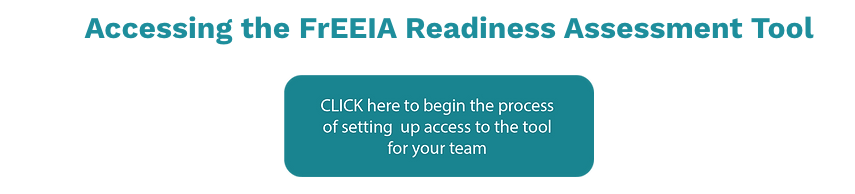 Accessing the FrEEIA Readiness Assessment Tool
CLICK here to begin the process
of setting  up access to the tool
for your team